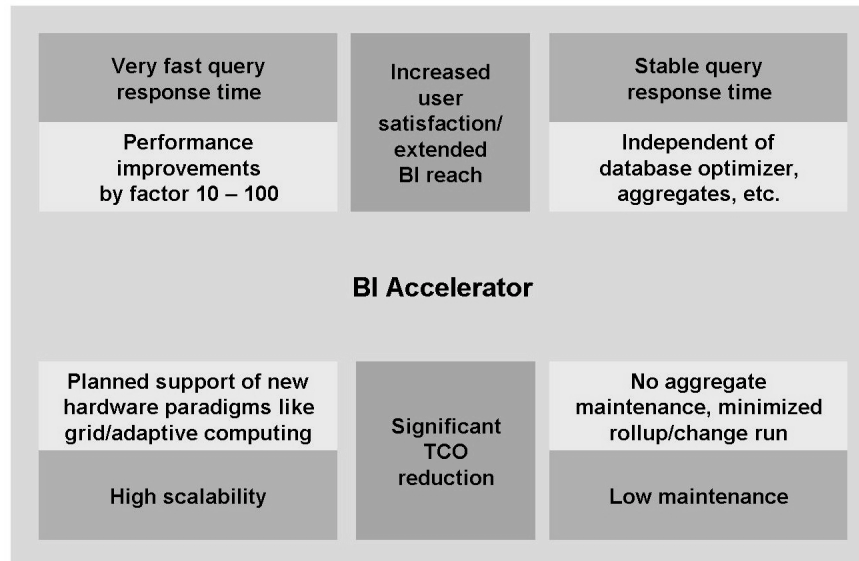 Very fast query
response time
Performance
improvements
by factor 10 – 100
Increased
user
satisfaction/
extended
BI reach
Stable query
response time
Independent of
database optimizer,
aggregates, etc.
BI Accelerator
Planned support of new
hardware paradigms like
grid/adaptive computing
High scalability
Significant
TCO
reduction
No aggregate
maintenance, minimized
rollup/change run
Low maintenance